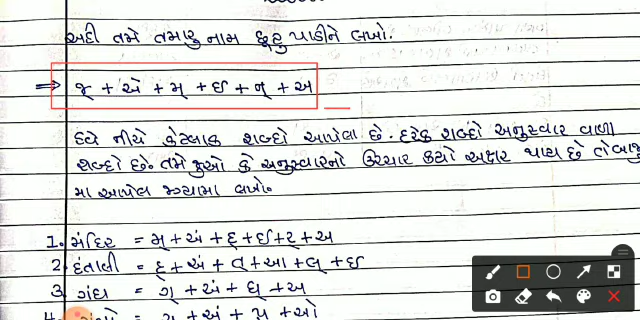 અહી તમે તમારુ નામ છૂટુ પાડીને લખો.
⇒ જ્ + એ + મ્ + ઈ + ન્ + અ
હવે નીચે કેટલાક શબ્દો આપેલા છે. દરેક શબ્દો અનુસ્વાર વાળા
શબ્દો છે. તમે જુઓ કે અનુસ્વારનો ઉચ્ચાર કયો અક્ષર થાય છે તે બાજુ
મા આપેલ જગ્યામા લખો.
1. મંદિર = મ્ + અં + દ્ + ઈ + ર્ + અ
2. દંતાલી = દ્ + અં + ત્ + આ + લ્ + ઈ
3. ગંધ = ગ્ + અં + ધ્ + અ
4.